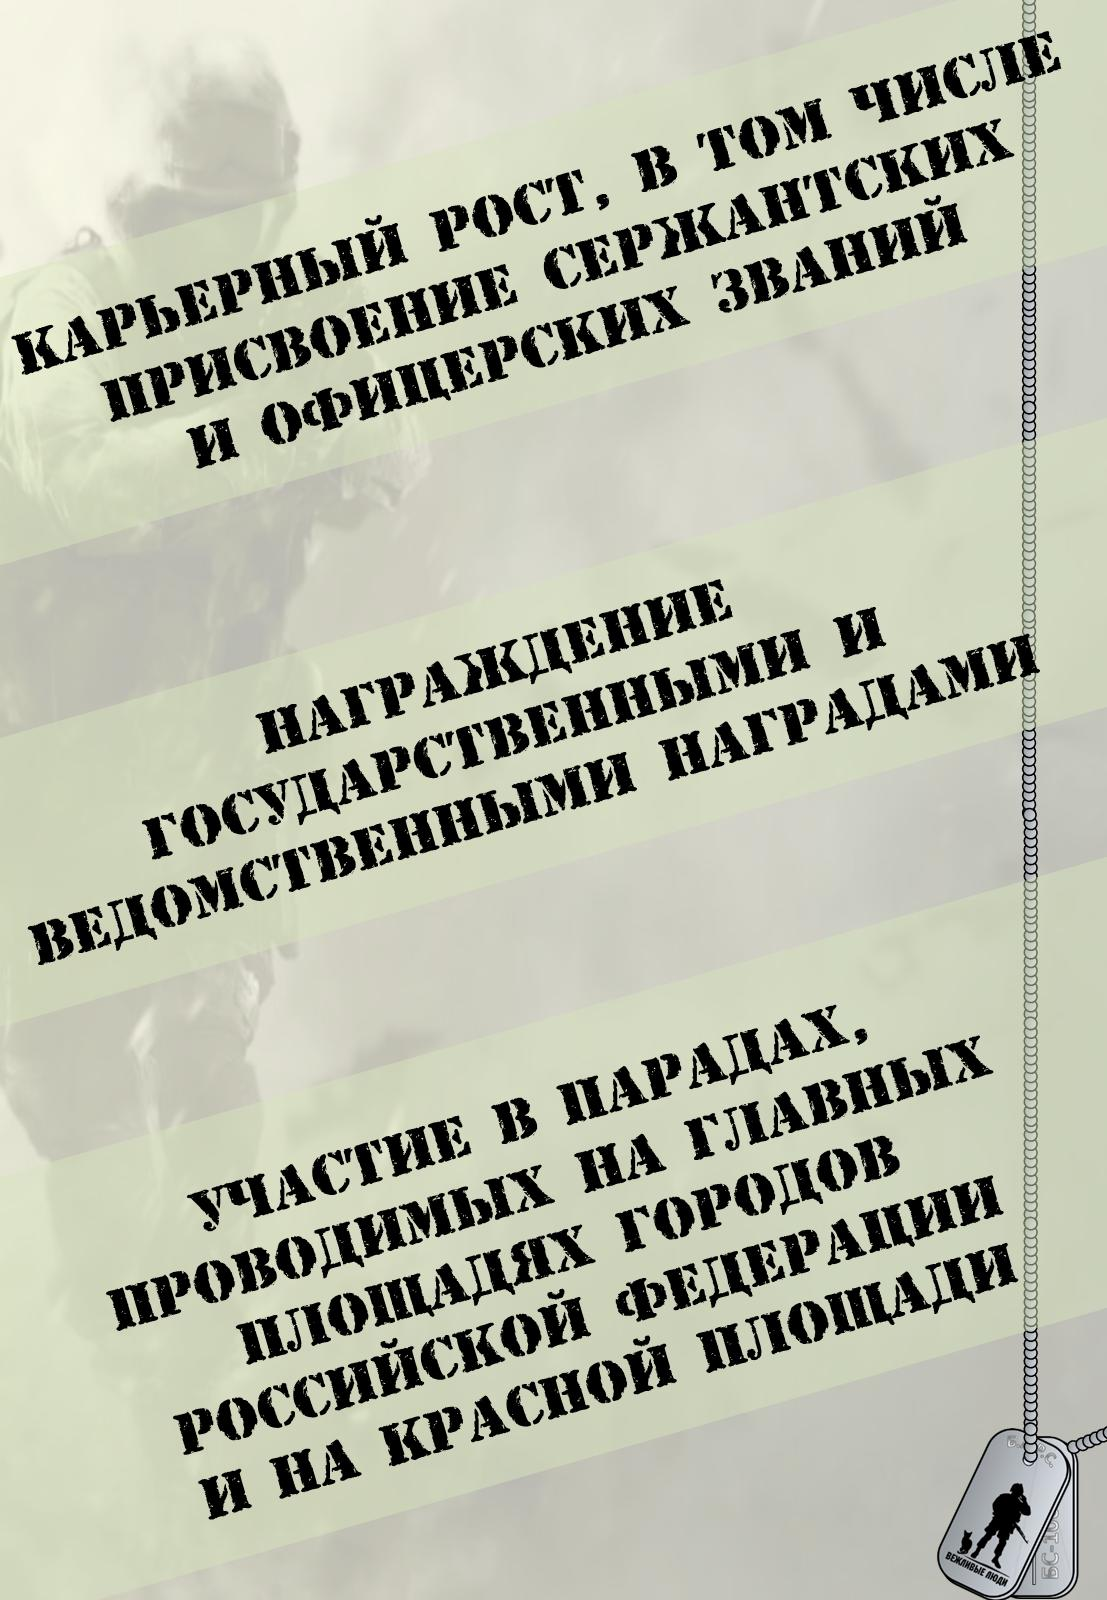 КАРЬЕРНЫЙ РОСТ, В ТОМ ЧИСЛЕ
ПРИСВОЕНИЕ СЕРЖАНТСКИХ
И ОФИЦЕРСКИХ ЗВАНИЙ
НАГРАЖДЕНИЕ
ГОСУДАРСТВЕННЫМИ И
ВЕДОМСТВЕННЫМИ НАГРАДАМИ
УЧАСТИЕ В ПАРАДАХ,
ПРОВОДИМЫХ НА ГЛАВНЫХ
ПЛОЩАДЯХ ГОРОДОВ
РОССИЙСКОЙ ФЕДЕРАЦИИ
И НА КРАСНОЙ ПЛОЩАДИ
ВЕЖЛИВЫЕ ЛЮДИ